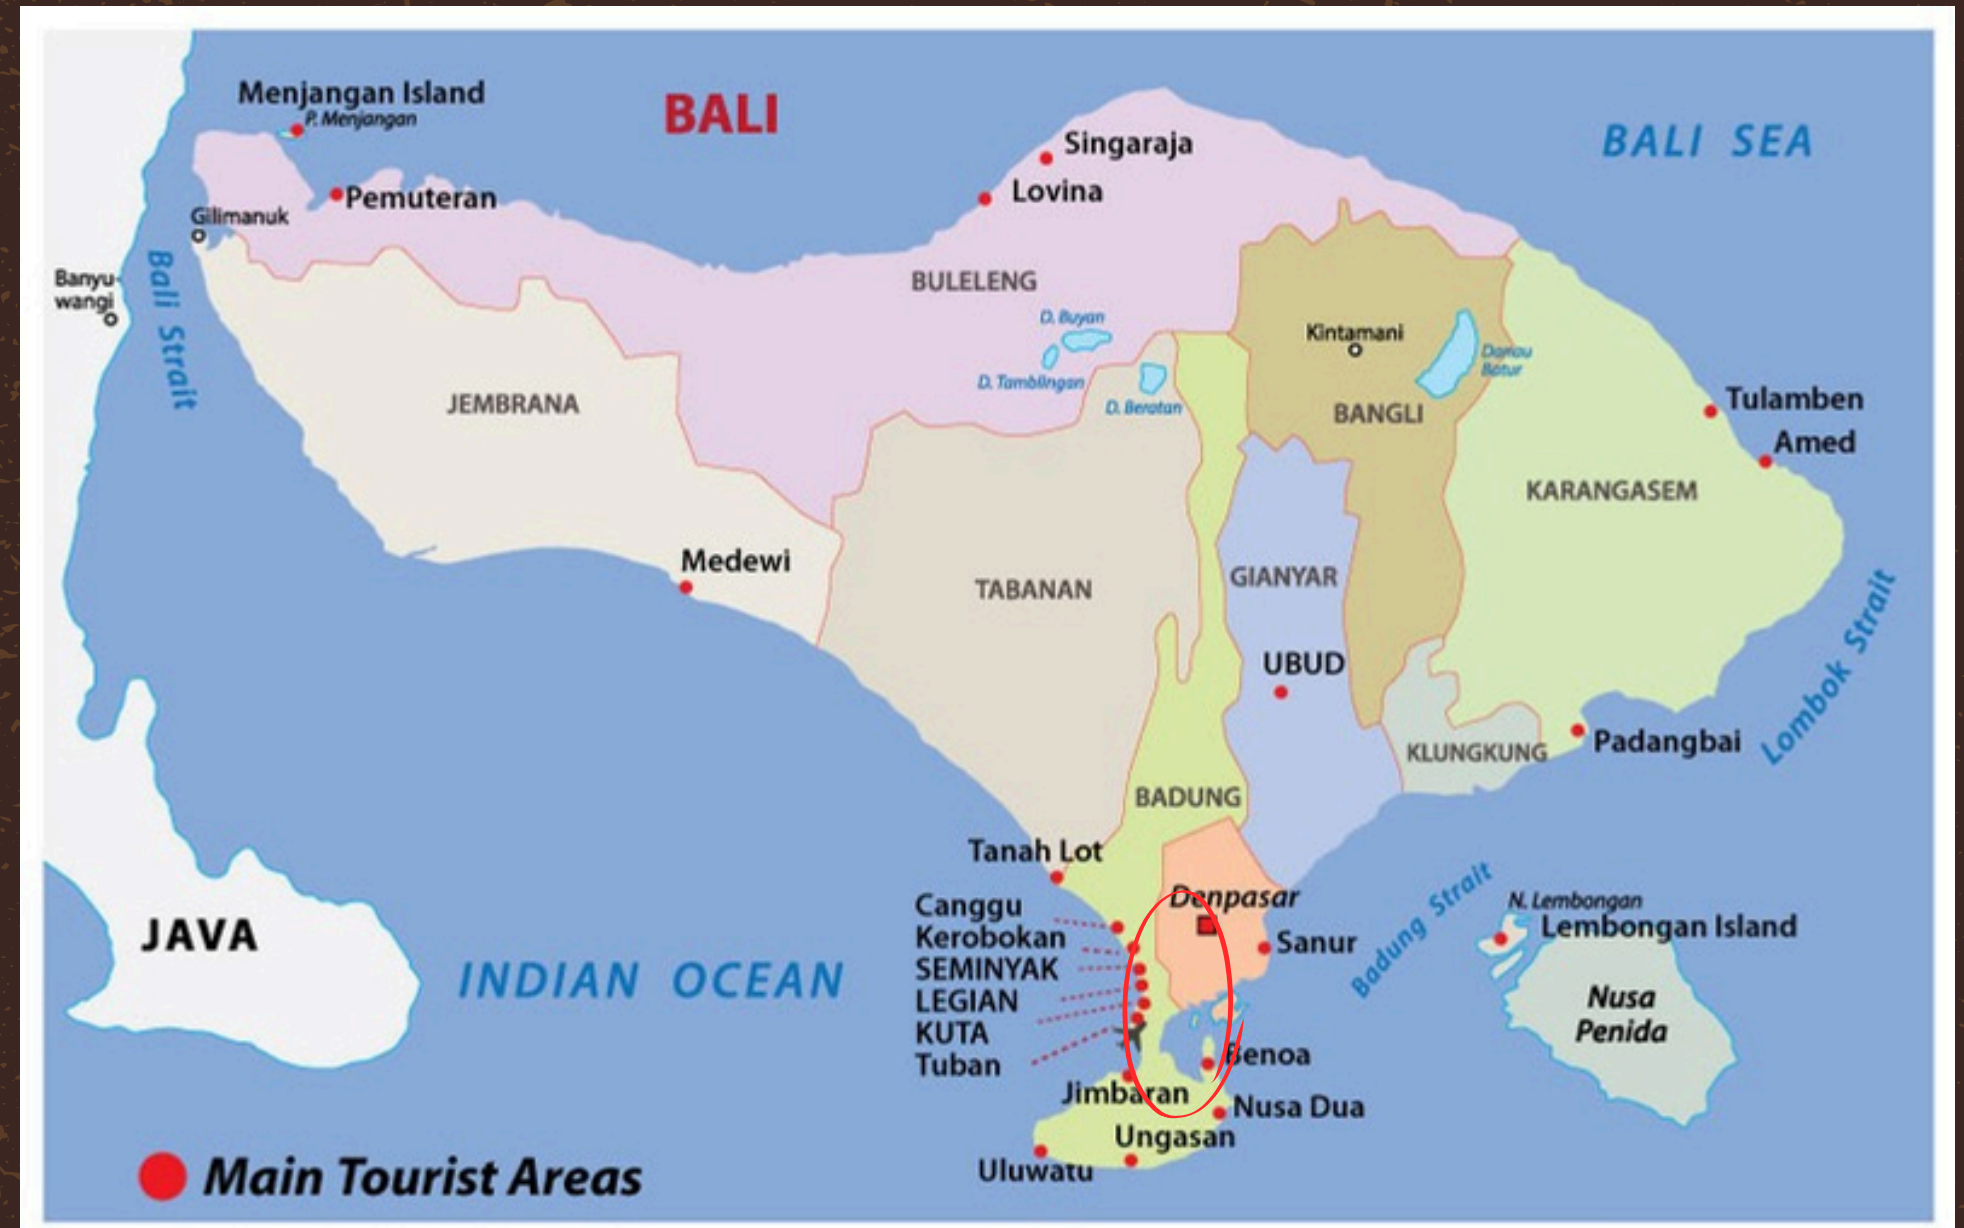 Menjangan Island
P. Menjangan
BALI
BALI SEA
Singaraja
Lovina
Pemuteran
Gilimanuk
Banyu-
wangi
Bali Strait
BULELENG
D. Buyan
D. Tamblingan
D. Beratan
Kintamani
Danau
Batur
JEMBRANA
BANGLI
Tulamben
Amed
KARANGASEM
Medewi
TABANAN
GIANYAR
UBUD
Lombok Strait
KLUNGKUNG
Padangbai
BADUNG
Tanah Lot
Denpasar
Canggu
Kerobokan
SEMINYAK
LEGIAN
KUTA
Tuban
Sanur
Badung Strait
N. Lembongan
Lembongan Island
Nusa
Penida
JAVA
INDIAN OCEAN
Benoa
Jimbaran
Nusa Dua
Ungasan
Uluwatu
Main Tourist Areas